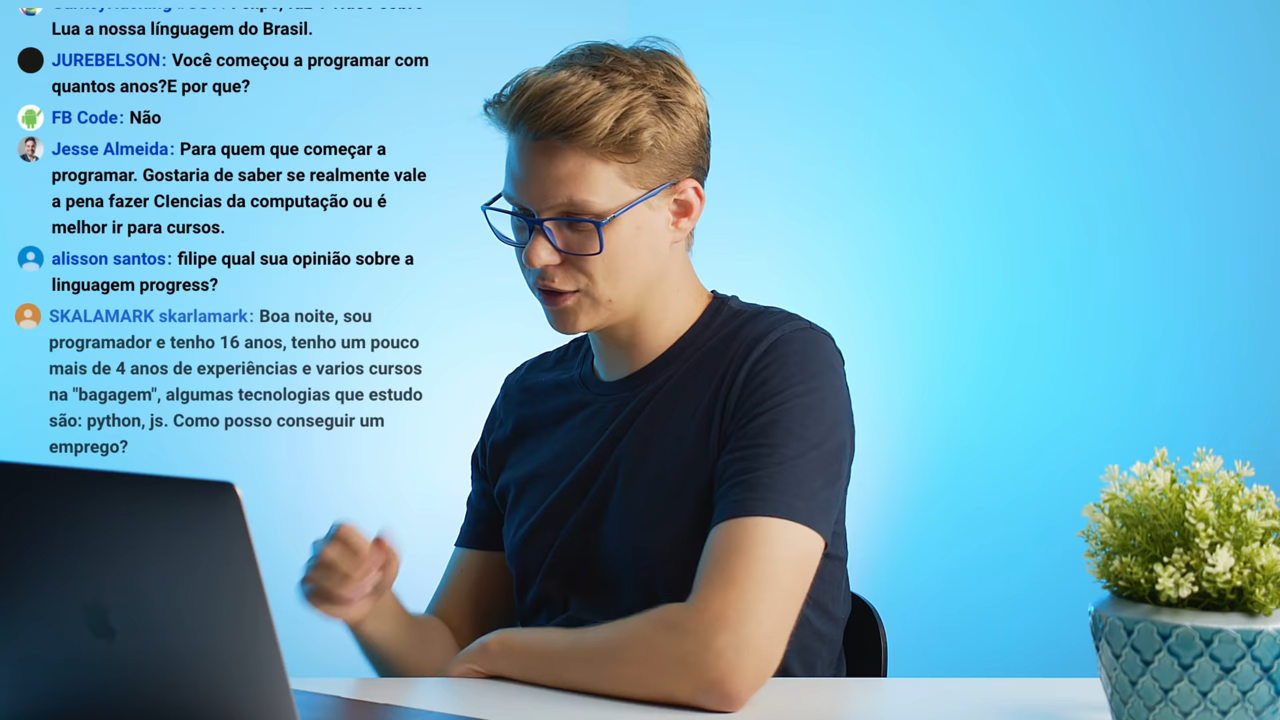 Lua a nossa línguagem do Brasil.
JUREBELSON: Você começou a programar com
quantos anos?E por que?
FB Code: Não
Jesse Almeida: Para quem que começar a
programar. Gostaria de saber se realmente vale
a pena fazer CIencias da computação ou é
melhor ir para cursos.
alisson santos: filipe qual sua opinião sobre a
linguagem progress?
SKALAMARK skarlamark: Boa noite, sou
programador e tenho 16 anos, tenho um pouco
mais de 4 anos de experiências e varios cursos
na "bagagem", algumas tecnologias que estudo
são: python, js. Como posso conseguir um
emprego?